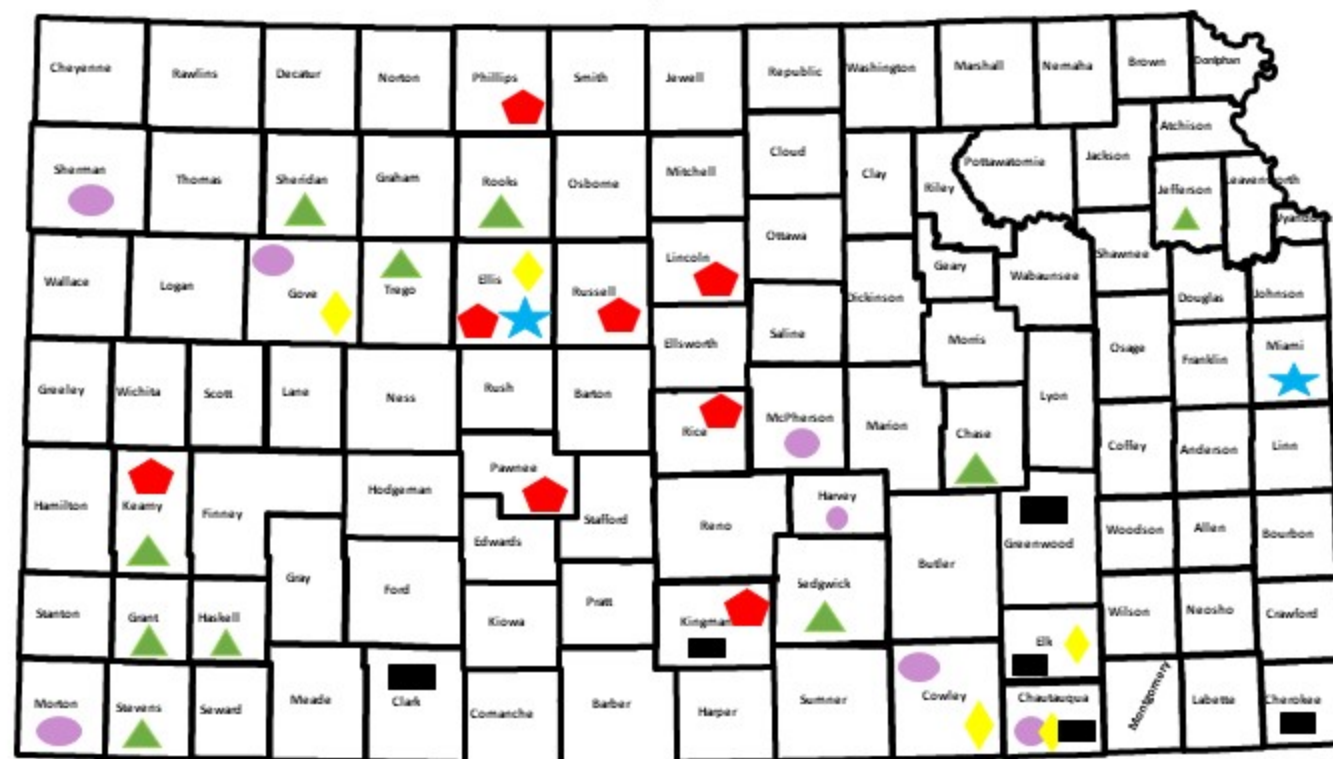 Cheyenne
Rawlins
Decatur
Norton
Phillips
Smith
Jewell
Republic
Washington
Marshall
Nemaha
Brown
Doniphan
Sherman
Thomas
Sheridan
Graham
Rooks
Osborne
Mitchell
Cloud
Clay
Riley
Pottawatomie
Jackson
Atchison
Jefferson
Leavenworth
Wyando
Wallace
Logan
Gove
Trego
Ellis
Russell
Lincoln
Ottawa
Dickinson
Geary
Wabaunsee
Shawnee
Douglas
Johnson
Ellsworth
Saline
Morris
Osage
Franklin
Miami
Greeley
Wichita
Scott
Lane
Ness
Rush
Barton
Rice
McPherson
Marion
Chase
Lyon
Coffey
Anderson
Linn
Hamilton
Kearny
Finney
Hodgeman
Pawnee
Edwards
Stafford
Reno
Harvey
Butler
Greenwood
Woodson
Allen
Bourbon
Stanton
Grant
Haskell
Gray
Ford
Kiowa
Pratt
Kingman
Sedgwick
Elk
Wilson
Neosho
Crawford
Morton
Stevens
Seward
Meade
Clark
Comanche
Barber
Harper
Sumner
Cowley
Chautauqua
Montgomery
Labette
Cherokee